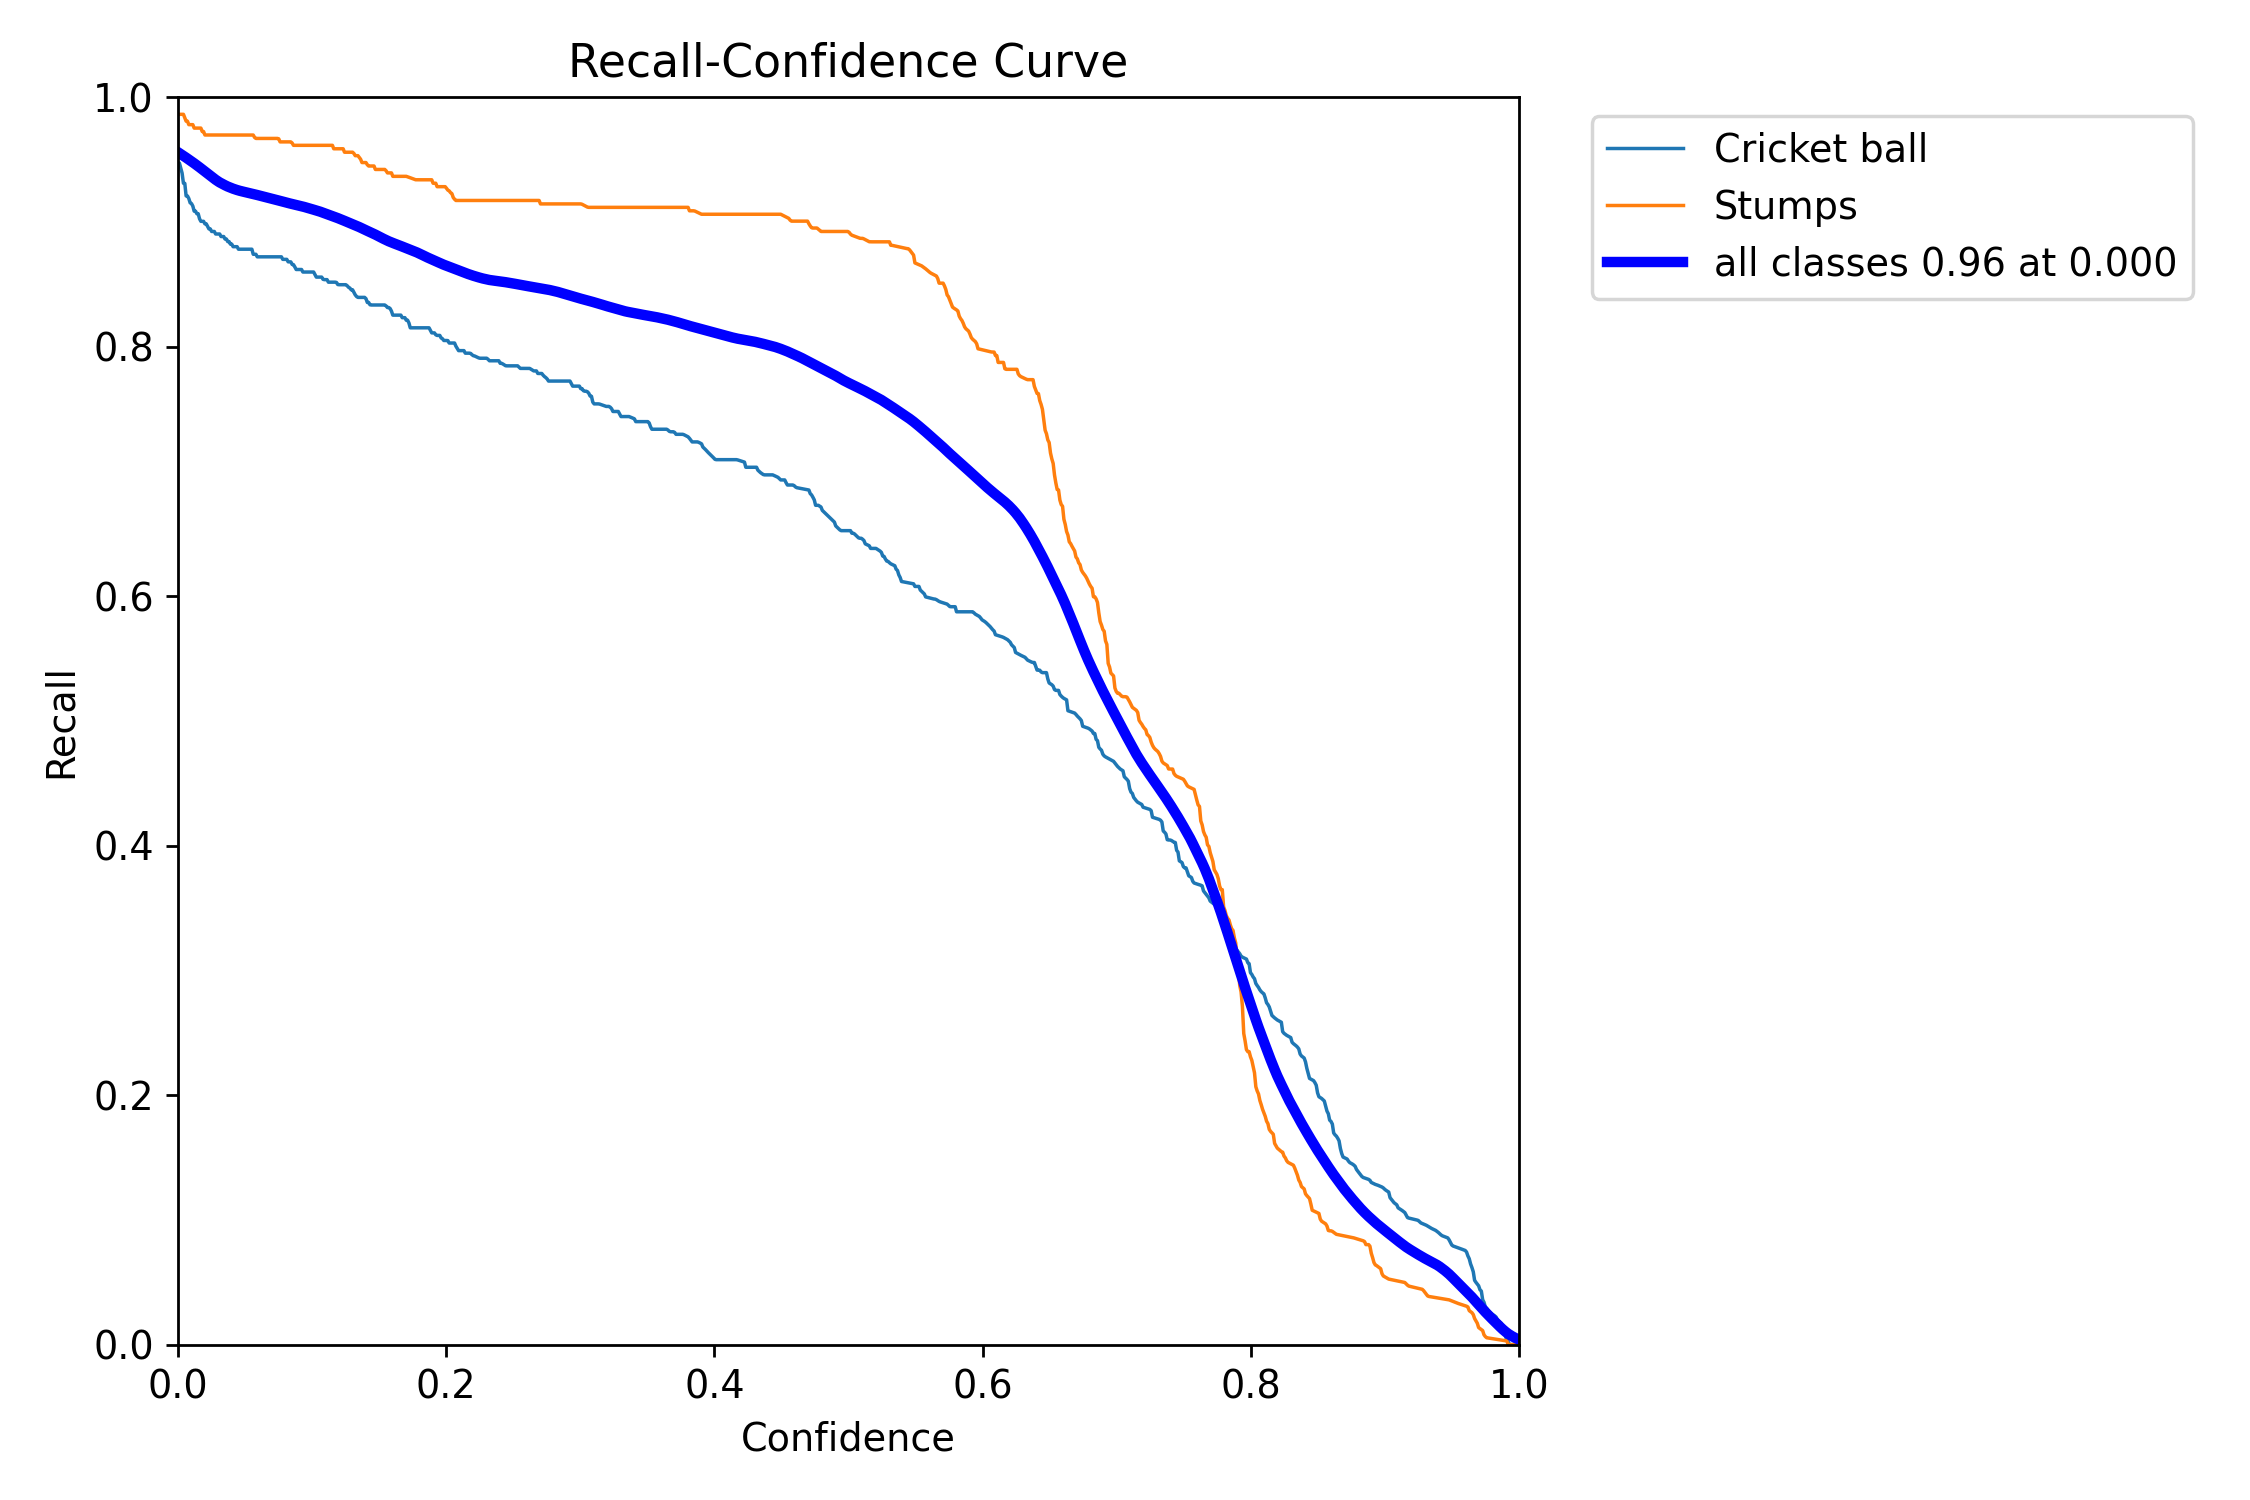 Recall-Confidence Curve
1.0
0.8
0.6
0.4
0.2
0.0
Recall
0.0 0.2 0.4 0.6 0.8 1.0
Confidence
Cricket ball
Stumps
all classes 0.96 at 0.000